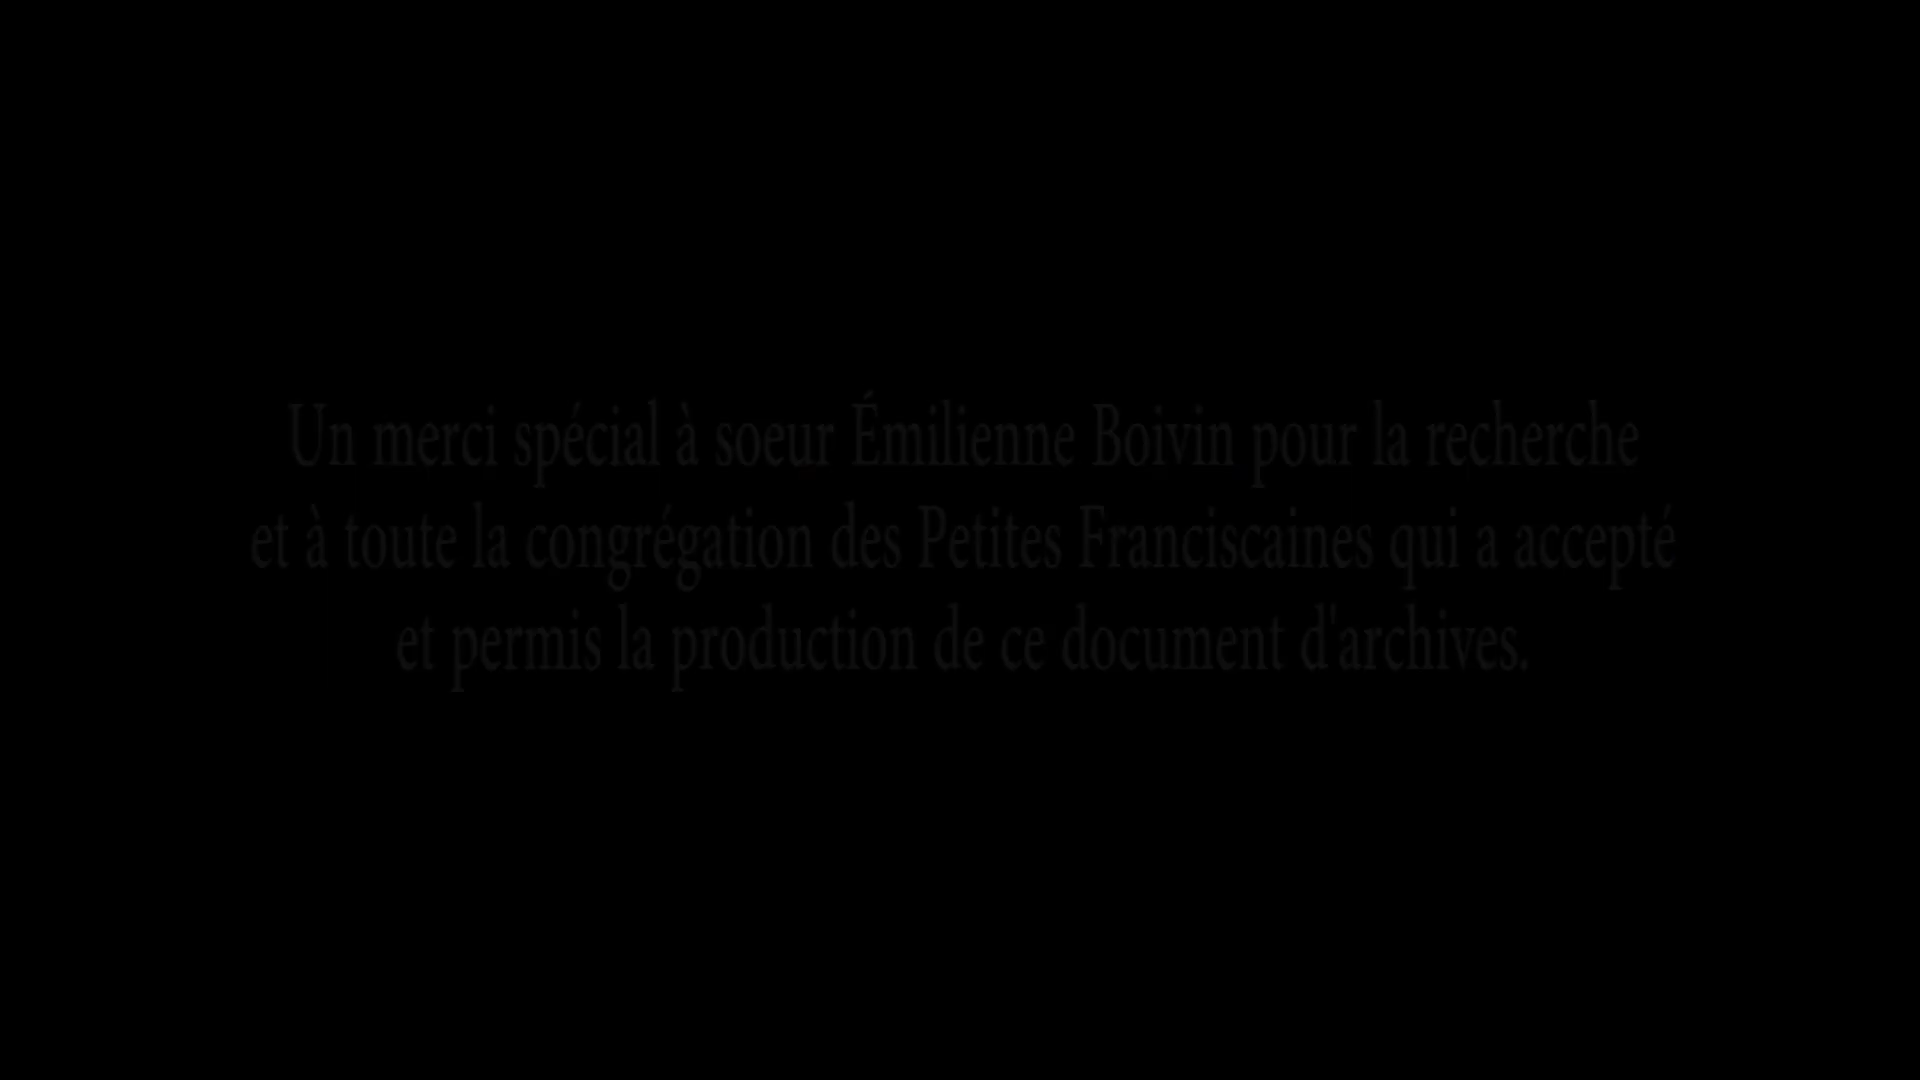 Un merci spécial à soeur Émilienne Boivin pour la recherche
et à toute la congrégation des Petites Franciscaines qui a accepté
et permis la production de ce document d'archives.